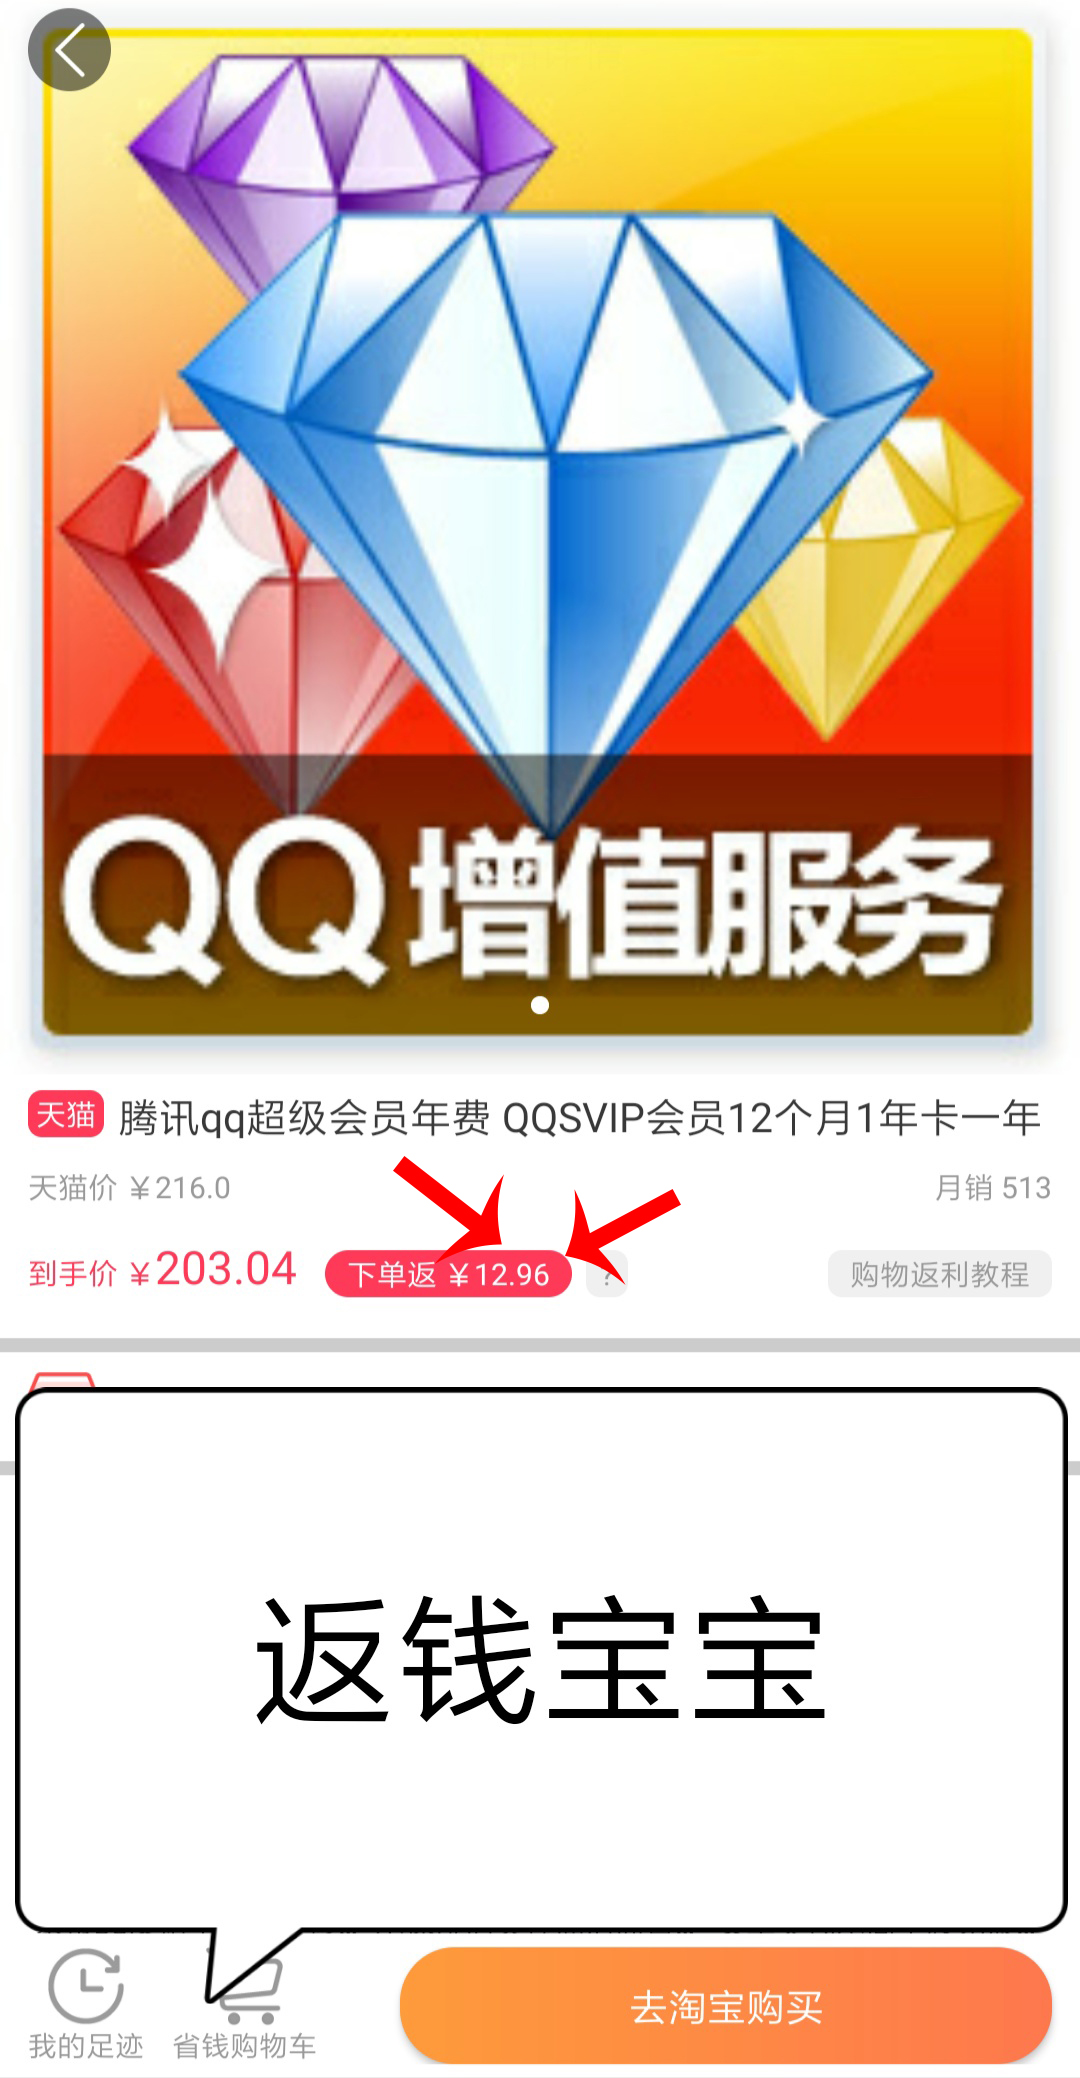 QQ增值服务
天猫 腾讯qq超级会员年费 QQSVIP会员12个月1年卡一年
天猫价 ￥216.0 月销 513
到手价 ￥203.04 下单返 ￥12.96 ? 购物返利教程
返钱宝宝
我的足迹 省钱购物车 去淘宝购买